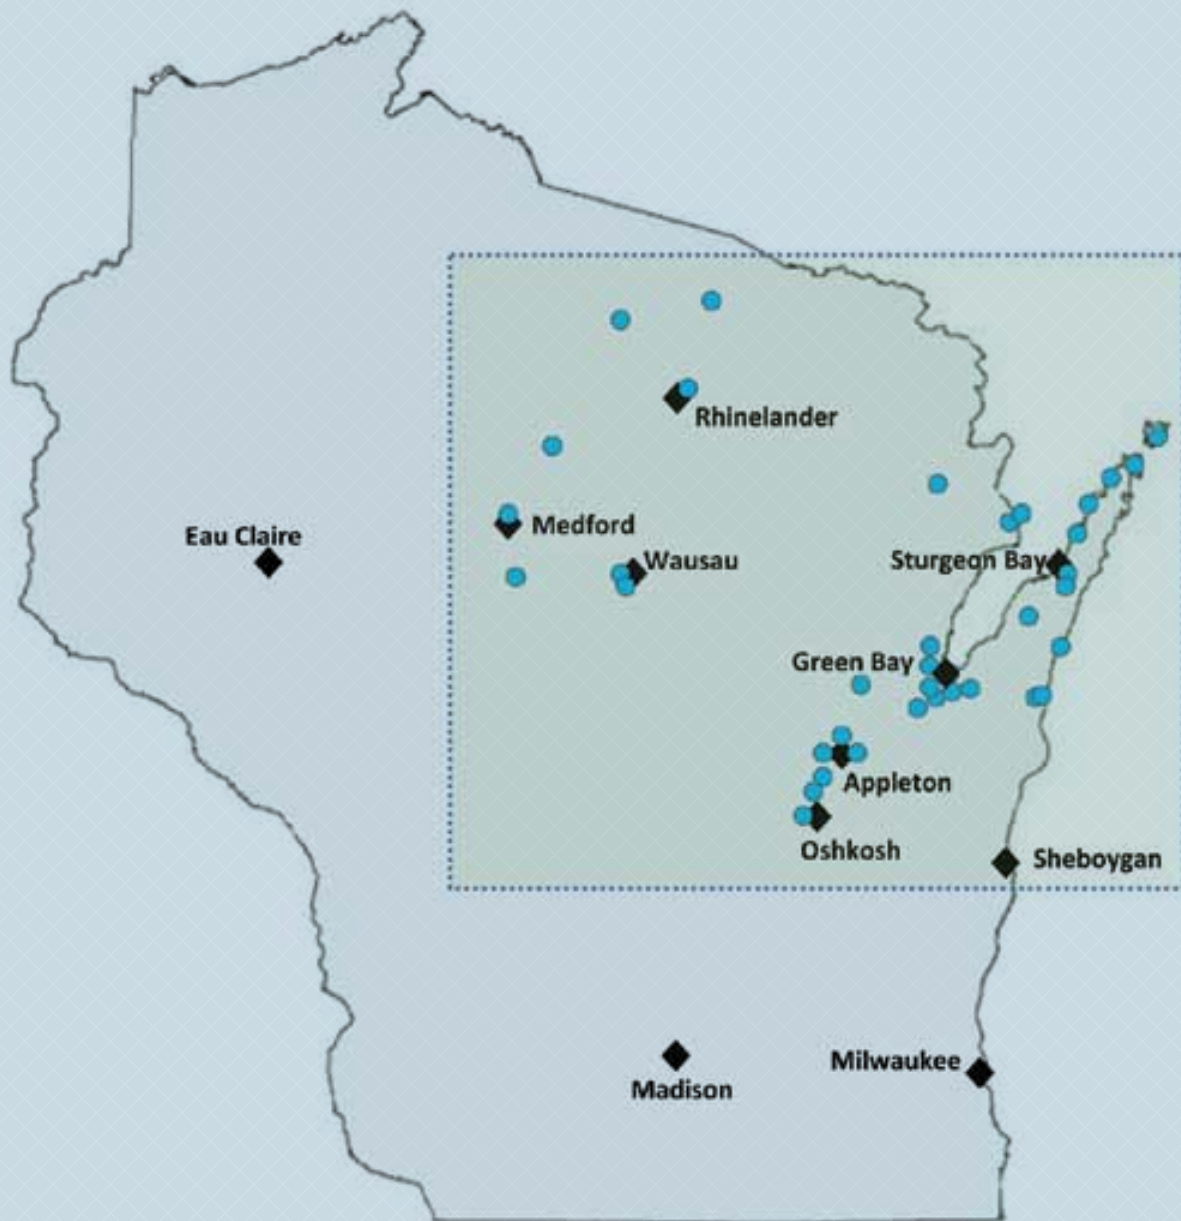 Rhinelander
Medford
Eau Claire
Wausau
Sturgeon Bay
Green Bay
Appleton
Oshkosh
Sheboygan
Milwaukee
Madison